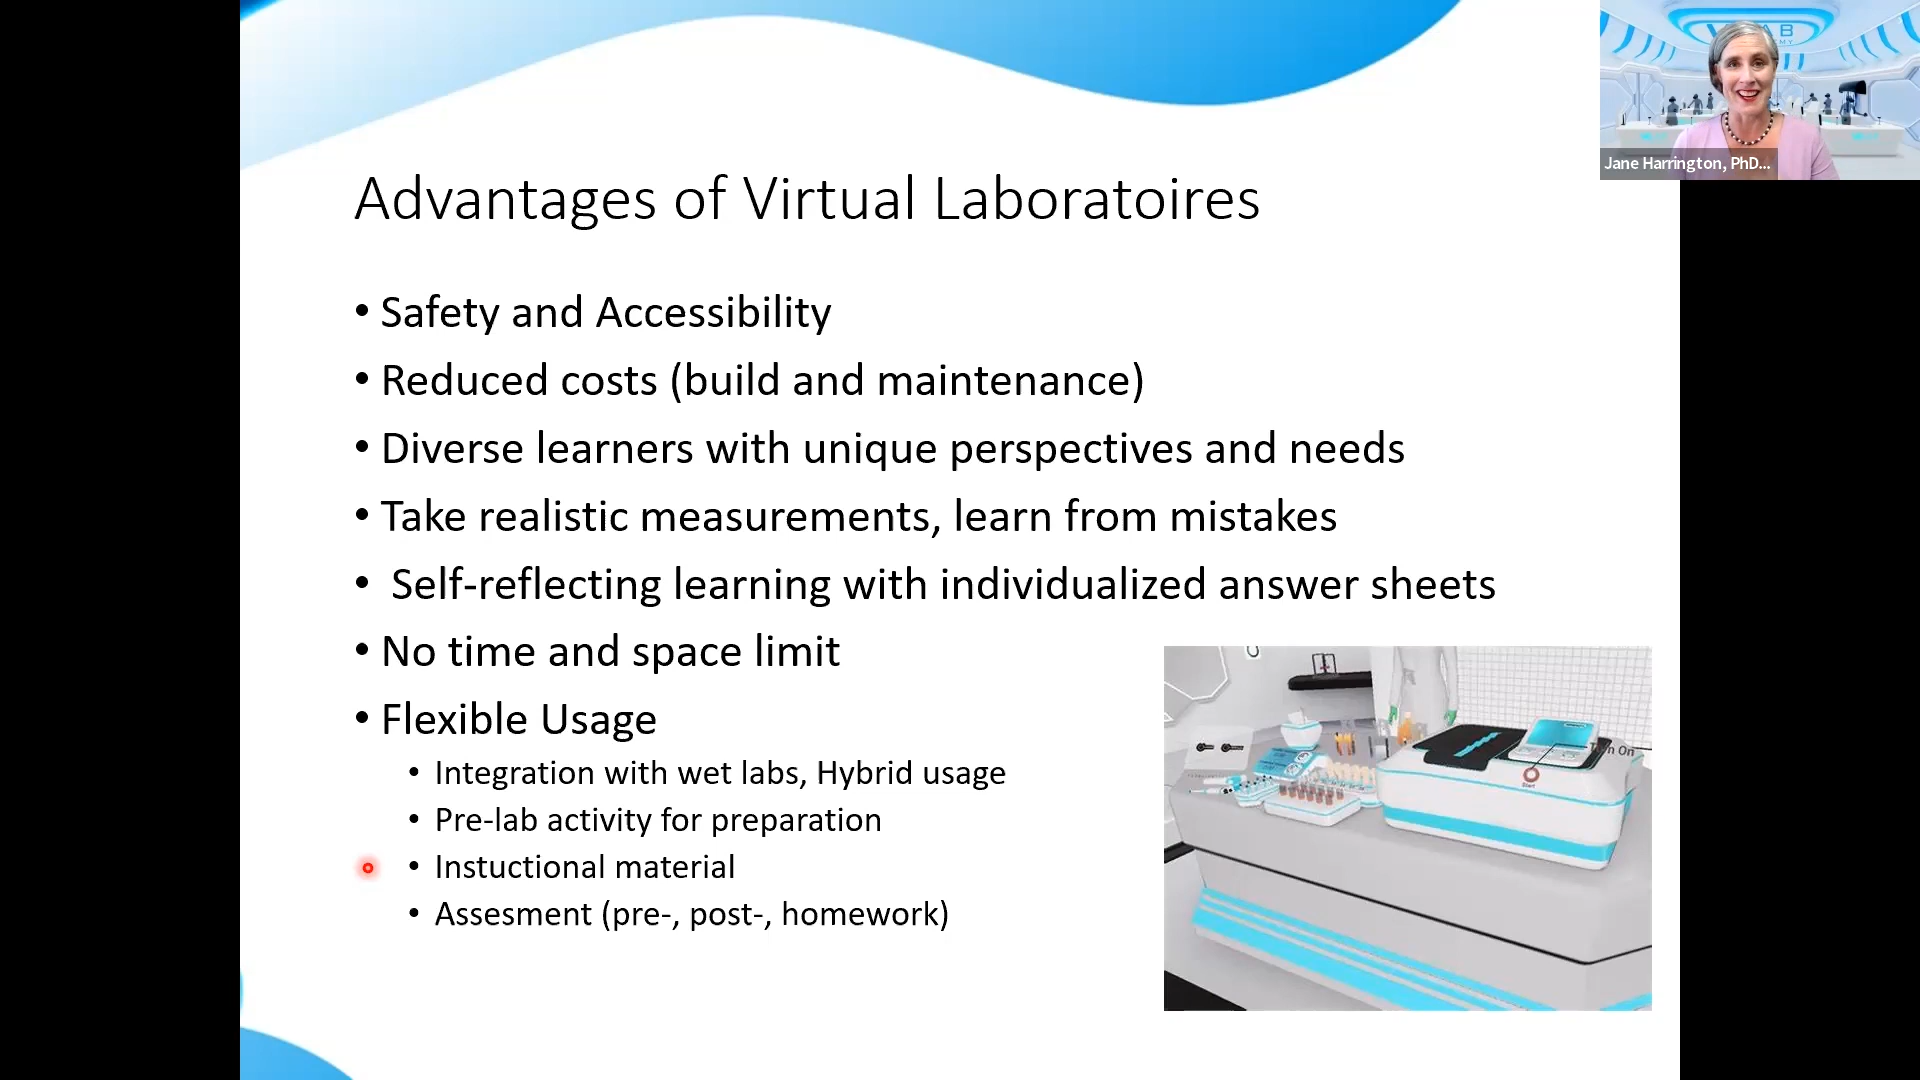 Jane Harrington, PhD...
Advantages of Virtual Laboratoires
• Safety and Accessibility
• Reduced costs (build and maintenance)
• Diverse learners with unique perspectives and needs
• Take realistic measurements, learn from mistakes
• Self-reflecting learning with individualized answer sheets
• No time and space limit
• Flexible Usage
• Integration with wet labs, Hybrid usage
• Pre-lab activity for preparation
• Instuctional material
• Assesment (pre-, post-, homework)
On
Start